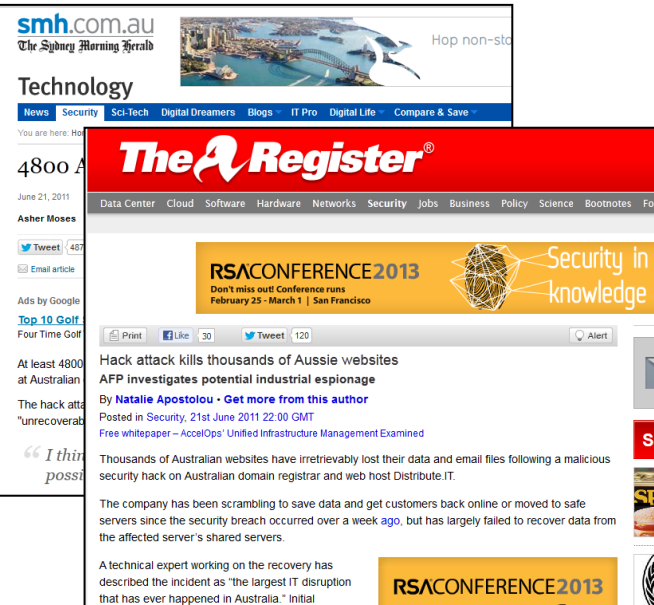 smh.com.au
The Sydney Morning Herald
Hop non-sto
Technology
News Security Sci-Tech Digital Dreamers Blogs IT Pro Digital Life Compare & Save
You are here: Ho
4800 A
June 21, 2011
Asher Moses
Tweet 487
Email article
Ads by Google
Top 10 Golf
Four Time Golf
At least 4800
at Australian
The hack atta
"unrecoverab
“ I thin
possi
The Register®
Data Center Cloud Software Hardware Networks Security Jobs Business Policy Science Bootnotes Fo
RSACONFERENCE2013
Don't miss out! Conference runs
February 25 - March 1 | San Francisco
Security in
knowledge
Print Like 30 Tweet 120 Alert
Hack attack kills thousands of Aussie websites
AFP investigates potential industrial espionage
By Natalie Apostolou • Get more from this author
Posted in Security, 21st June 2011 22:00 GMT
Free whitepaper – AccelOps' Unified Infrastructure Management Examined
Thousands of Australian websites have irretrievably lost their data and email files following a malicious
security hack on Australian domain registrar and web host Distribute.IT.
The company has been scrambling to save data and get customers back online or moved to safe
servers since the security breach occurred over a week ago, but has largely failed to recover data from
the affected server's shared servers.
A technical expert working on the recovery has
described the incident as "the largest IT disruption
that has ever happened in Australia." Initial
RSACONFERENCE2013
S
SP